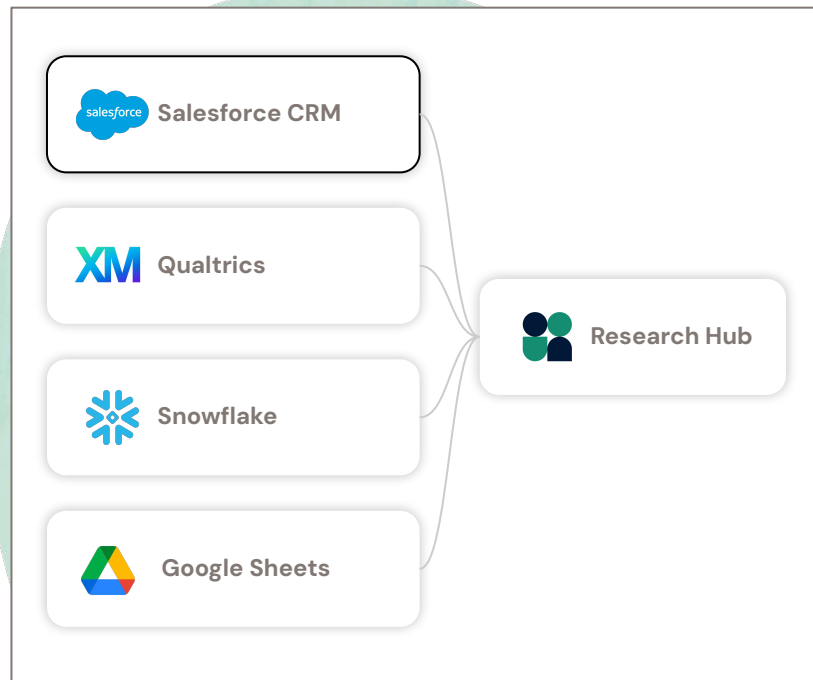 salesforce
Salesforce CRM
XM
Qualtrics
Snowflake
Google Sheets
Research Hub